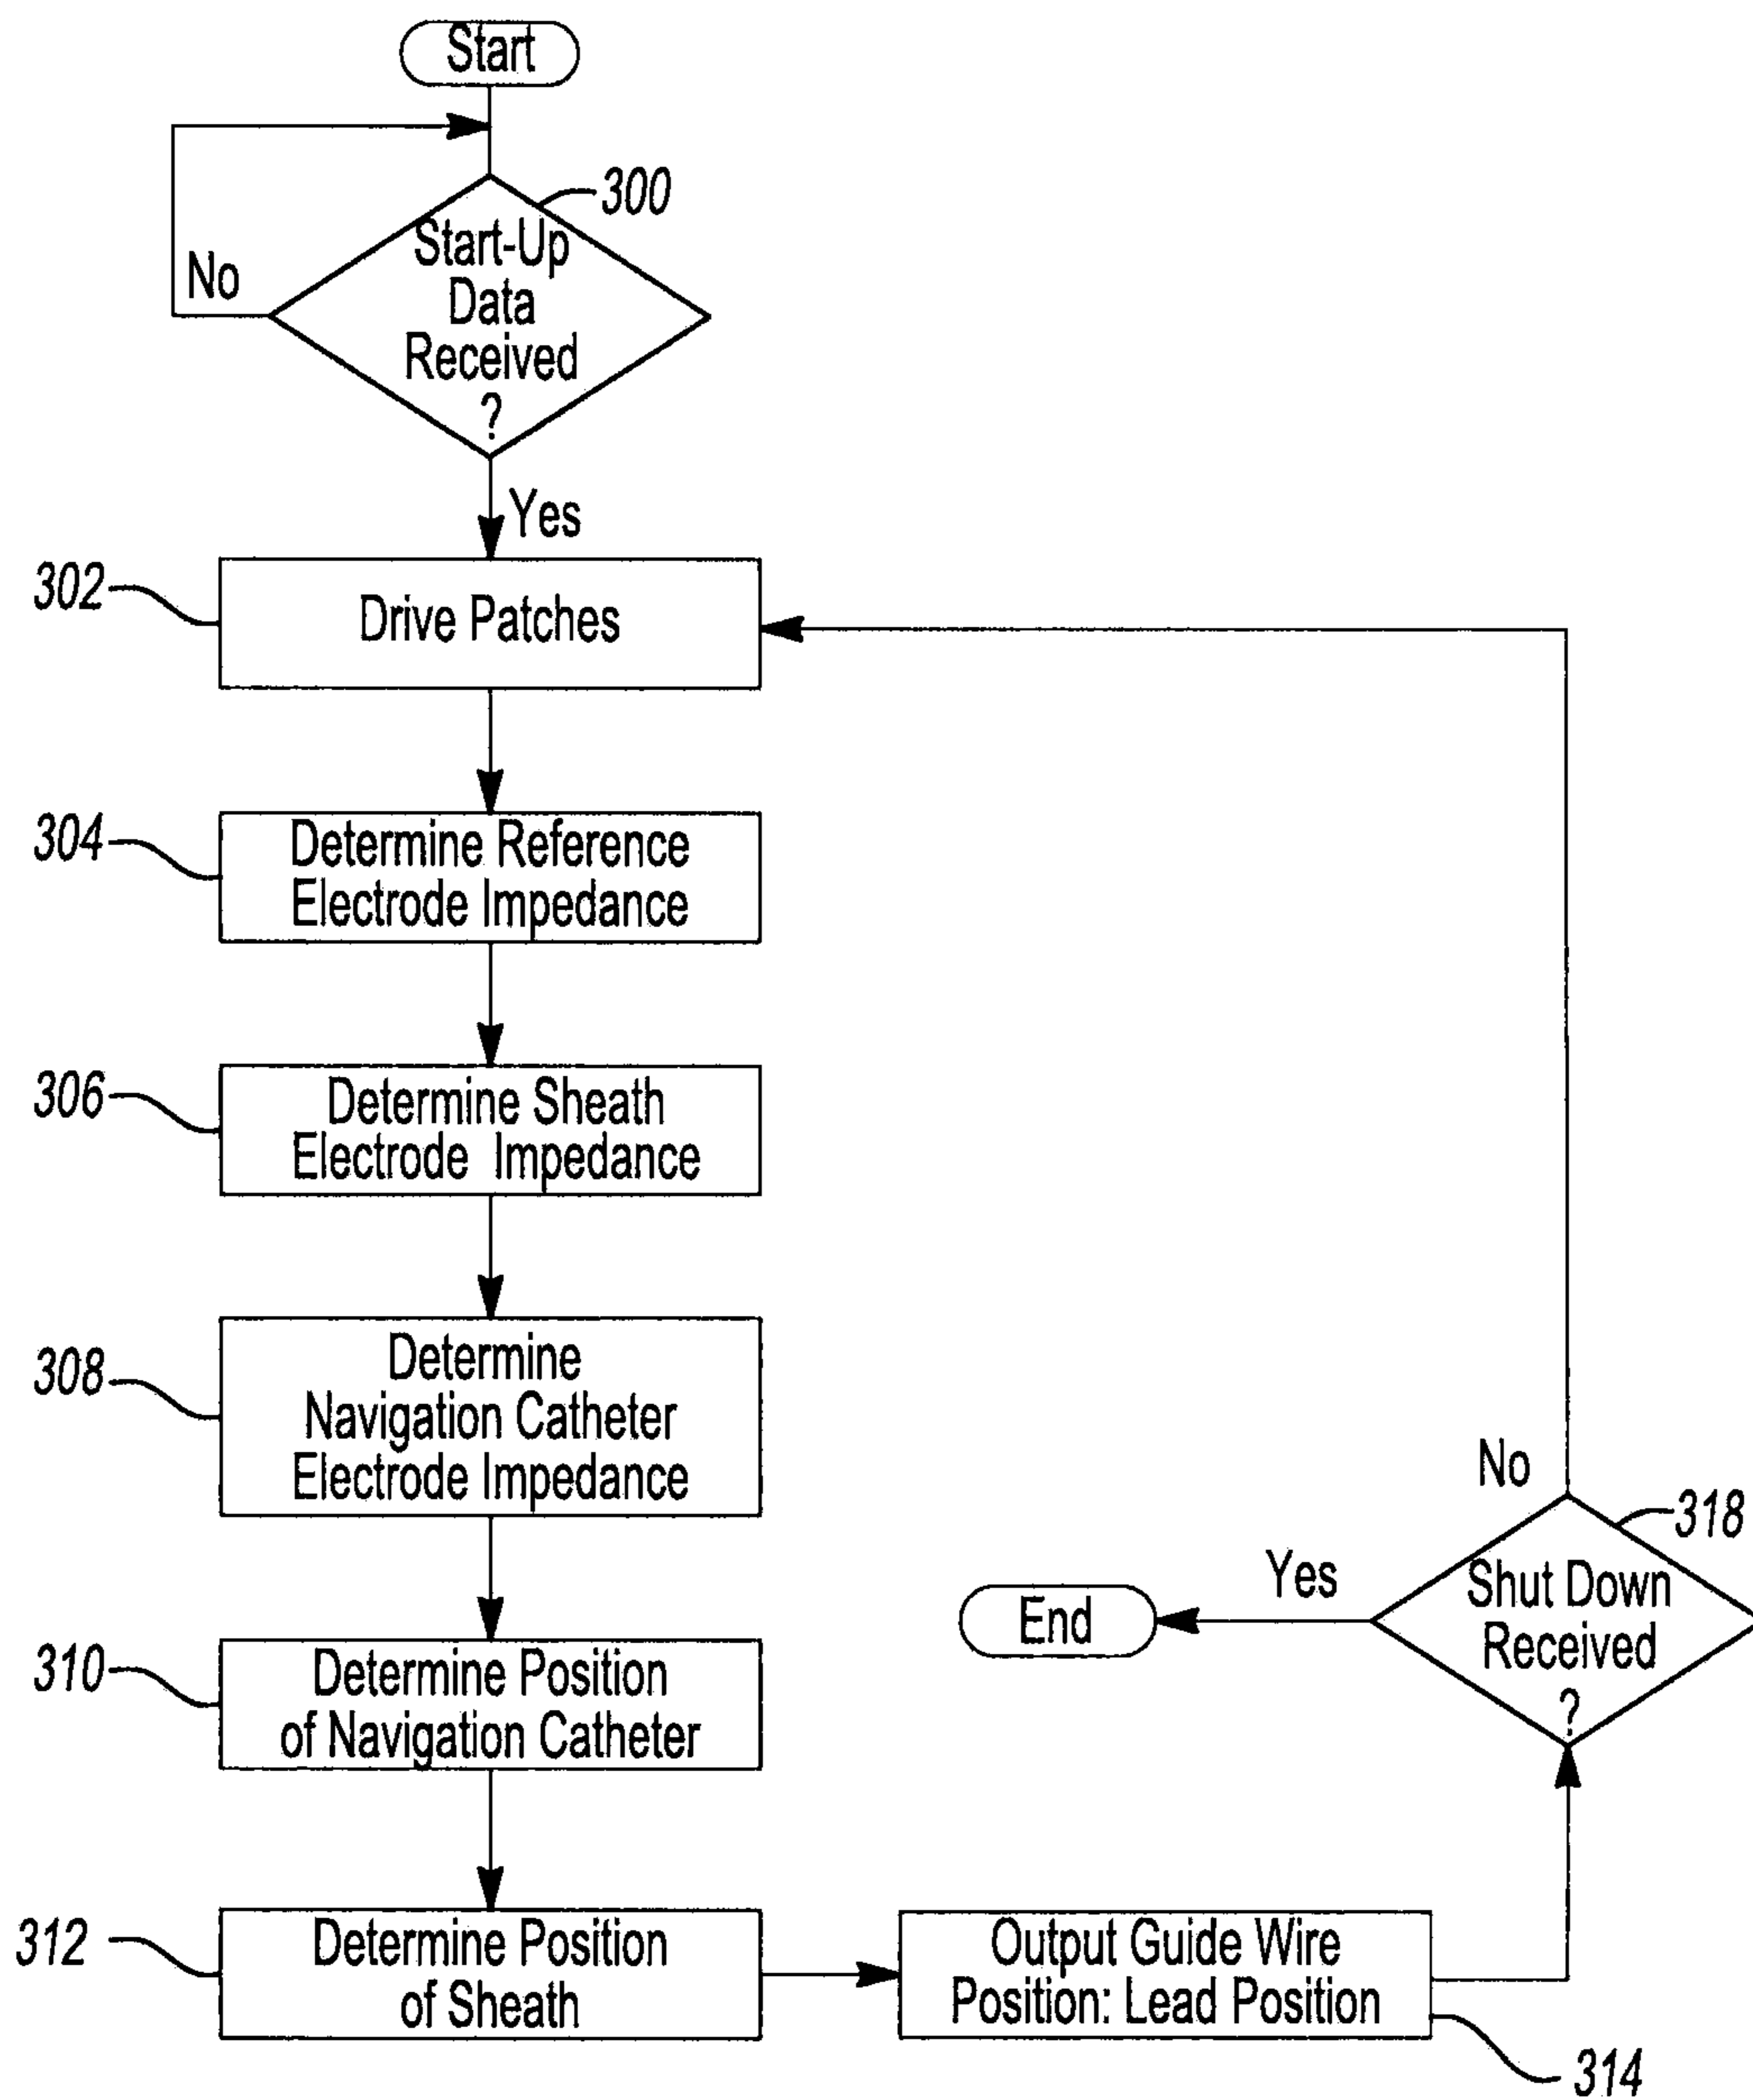 Start
300
Start-Up
Data
Received
?
No
Yes
302
Drive Patches
304
Determine Reference
Electrode Impedance
306
Determine Sheath
Electrode Impedance
308
Determine
Navigation Catheter
Electrode Impedance
310
Determine Position
of Navigation Catheter
312
Determine Position
of Sheath
Output Guide Wire
Position: Lead Position
314
No
318
Shut Down
Received
?
Yes
End